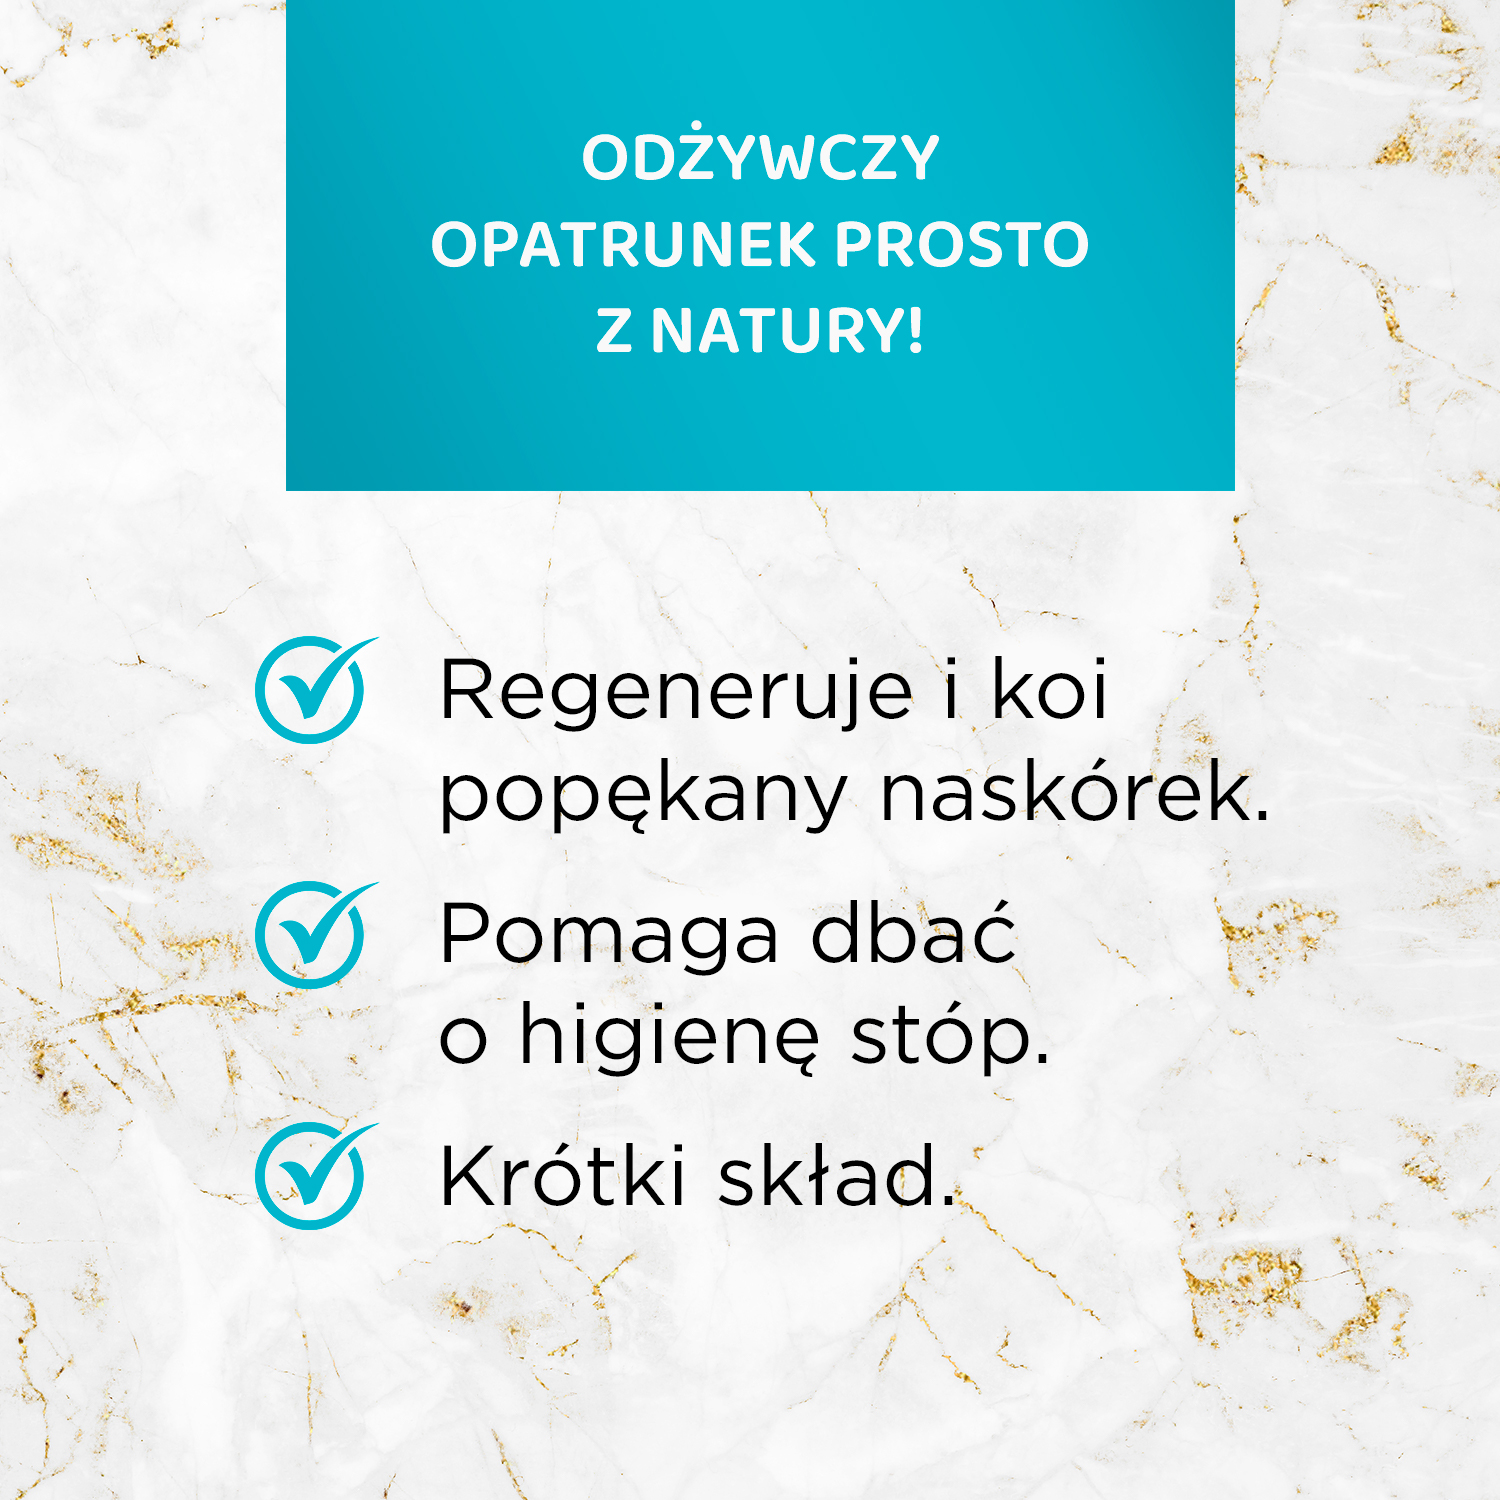 ODŻYWCZY
OPATRUNEK PROSTO
Z NATURY!
Regeneruje i koi
popękany naskórek.
Pomaga dbać
o higienę stóp.
Krótki skład.